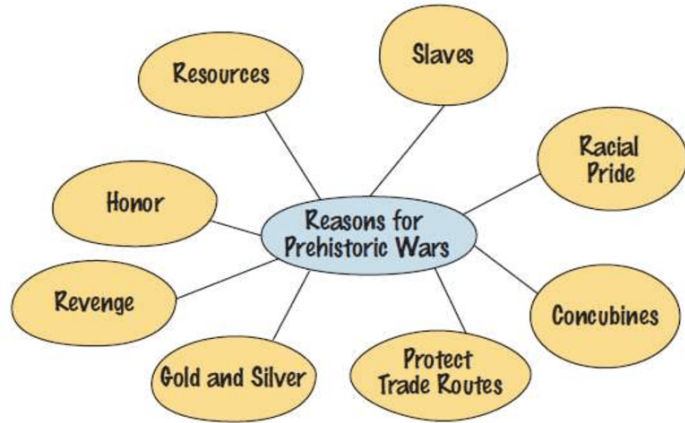 Resources
Slaves
Racial
Pride
Honor
Reasons for
Prehistoric Wars
Revenge
Concubines
Gold and Silver
Protect
Trade Routes